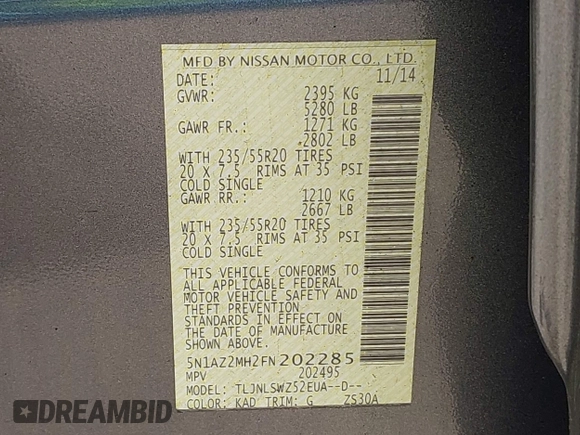 MFD BY NISSAN MOTOR CO., LTD.
DATE: 11/14
GVWR: 2395 KG
5280 LB
GAWR FR.: 1271 KG
2802 LB
WITH 235/55R20 TIRES
20 X 7.5 RIMS AT 35 PSI
COLD SINGLE
GAWR RR.: 1210 KG
2667 LB
WITH 235/55R20 TIRES
20 X 7.5 RIMS AT 35 PSI
COLD SINGLE
THIS VEHICLE CONFORMS TO
ALL APPLICABLE FEDERAL
MOTOR VEHICLE SAFETY AND
THEFT PREVENTION
STANDARDS IN EFFECT ON
THE DATE OF MANUFACTURE
SHOWN ABOVE.
5N1AZ2MH2FN202285
MPV 202495
MODEL: TLJNLSWZ52EUA--D--
COLOR: KAD TRIM: G ZS30A
DREAMBID